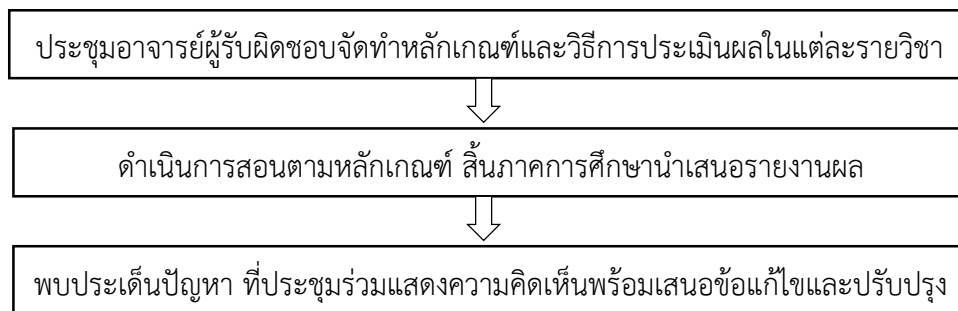 ประชุมอาจารย์ผู้รับผิดชอบจัดทำหลักเกณฑ์และวิธีการประเมินผลในแต่ละรายวิชา
ดำเนินการสอนตามหลักเกณฑ์ สิ้นภาคการศึกษานำเสนอรายงานผล
พบประเด็นปัญหา ที่ประชุมร่วมแสดงความคิดเห็นพร้อมเสนอข้อแก้ไขและปรับปรุง